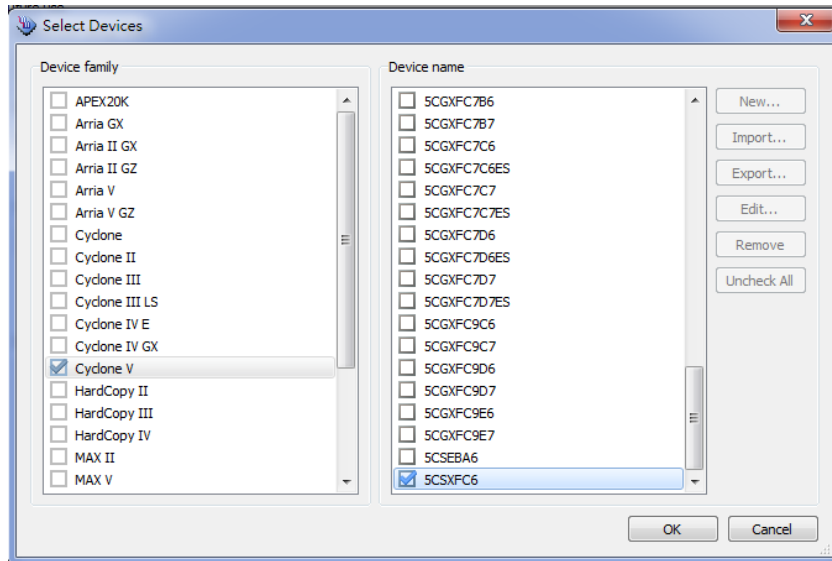 Select Devices
Device family
APEX20K
Arria GX
Arria II GX
Arria II GZ
Arria V
Arria V GZ
Cyclone
Cyclone II
Cyclone III
Cyclone III LS
Cyclone IV E
Cyclone IV GX
Cyclone V
HardCopy II
HardCopy III
HardCopy IV
MAX II
MAX V
Device name
5CGXFC7B6
5CGXFC7B7
5CGXFC7C6
5CGXFC7C6ES
5CGXFC7C7
5CGXFC7C7ES
5CGXFC7D6
5CGXFC7D6ES
5CGXFC7D7
5CGXFC7D7ES
5CGXFC9C6
5CGXFC9C7
5CGXFC9D6
5CGXFC9D7
5CGXFC9E6
5CGXFC9E7
5CSEBA6
5CSXFC6
New...
Import...
Export...
Edit...
Remove
Uncheck All
OK
Cancel